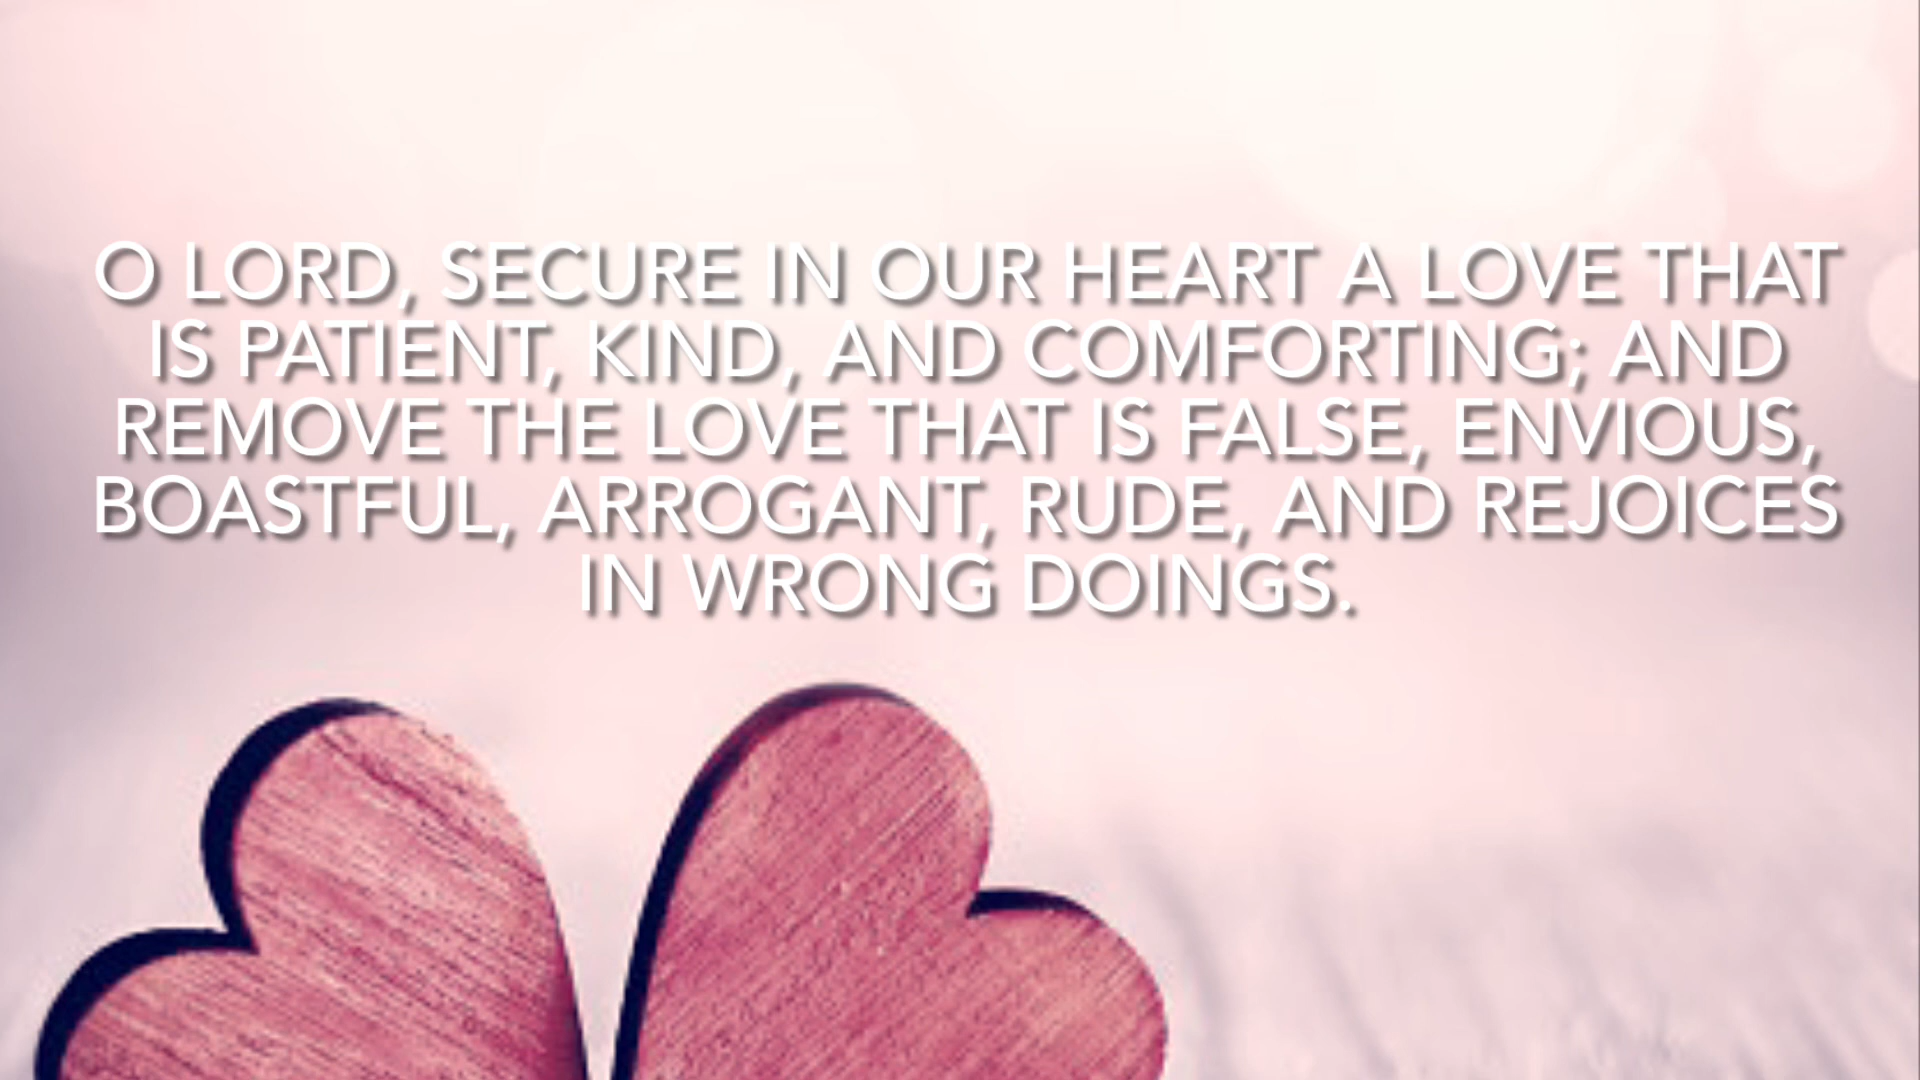 O LORD, SECURE IN OUR HEART A LOVE THAT
IS PATIENT, KIND, AND COMFORTING; AND
REMOVE THE LOVE THAT IS FALSE, ENVIOUS,
BOASTFUL, ARROGANT, RUDE, AND REJOICES
IN WRONG DOINGS.